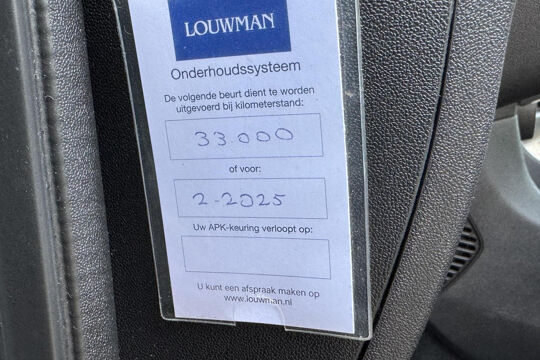 LOUWMAN
Onderhoudssysteem
De volgende beurt dient te worden
uitgevoerd bij kilometerstand:
33.000
of voor:
2-2025
Uw APK-keuring verloopt op:
U kunt een afspraak maken op
www.louwman.nl